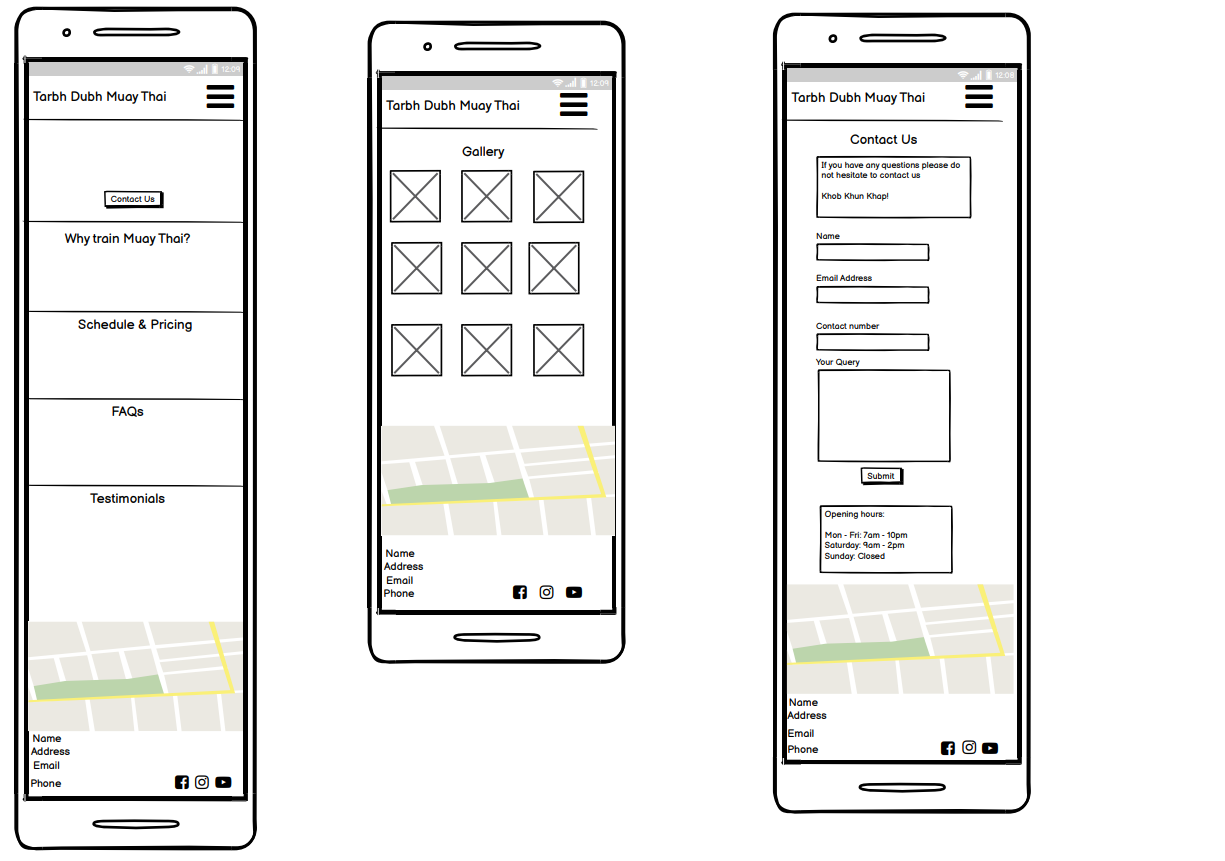 12:09
Tarbh Dubh Muay Thai
Contact Us
Why train Muay Thai?
Schedule & Pricing
FAQs
Testimonials
Name
Address
Email
Phone
12:09
Tarbh Dubh Muay Thai
Gallery
Name
Address
Email
Phone
12:08
Tarbh Dubh Muay Thai
Contact Us
If you have any questions please do
not hesitate to contact us
Khob Khun Khap!
Name
Email Address
Contact number
Your Query
Submit
Opening hours:
Mon - Fri: 7am - 10pm
Saturday: 9am - 2pm
Sunday: Closed
Name
Address
Email
Phone